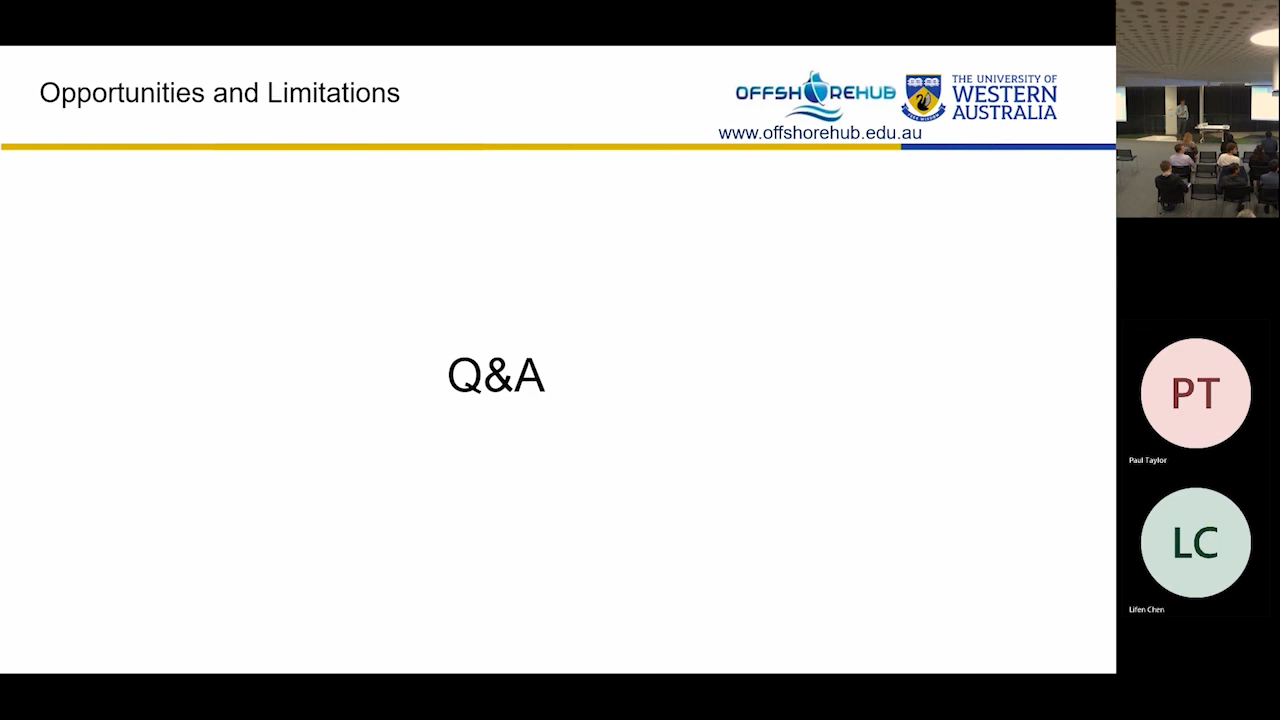 Opportunities and Limitations
OFFSHOREHUB
www.offshorehub.edu.au
THE UNIVERSITY OF
WESTERN
AUSTRALIA
Q&A
PT
Paul Taylor
LC
Lifen Chen